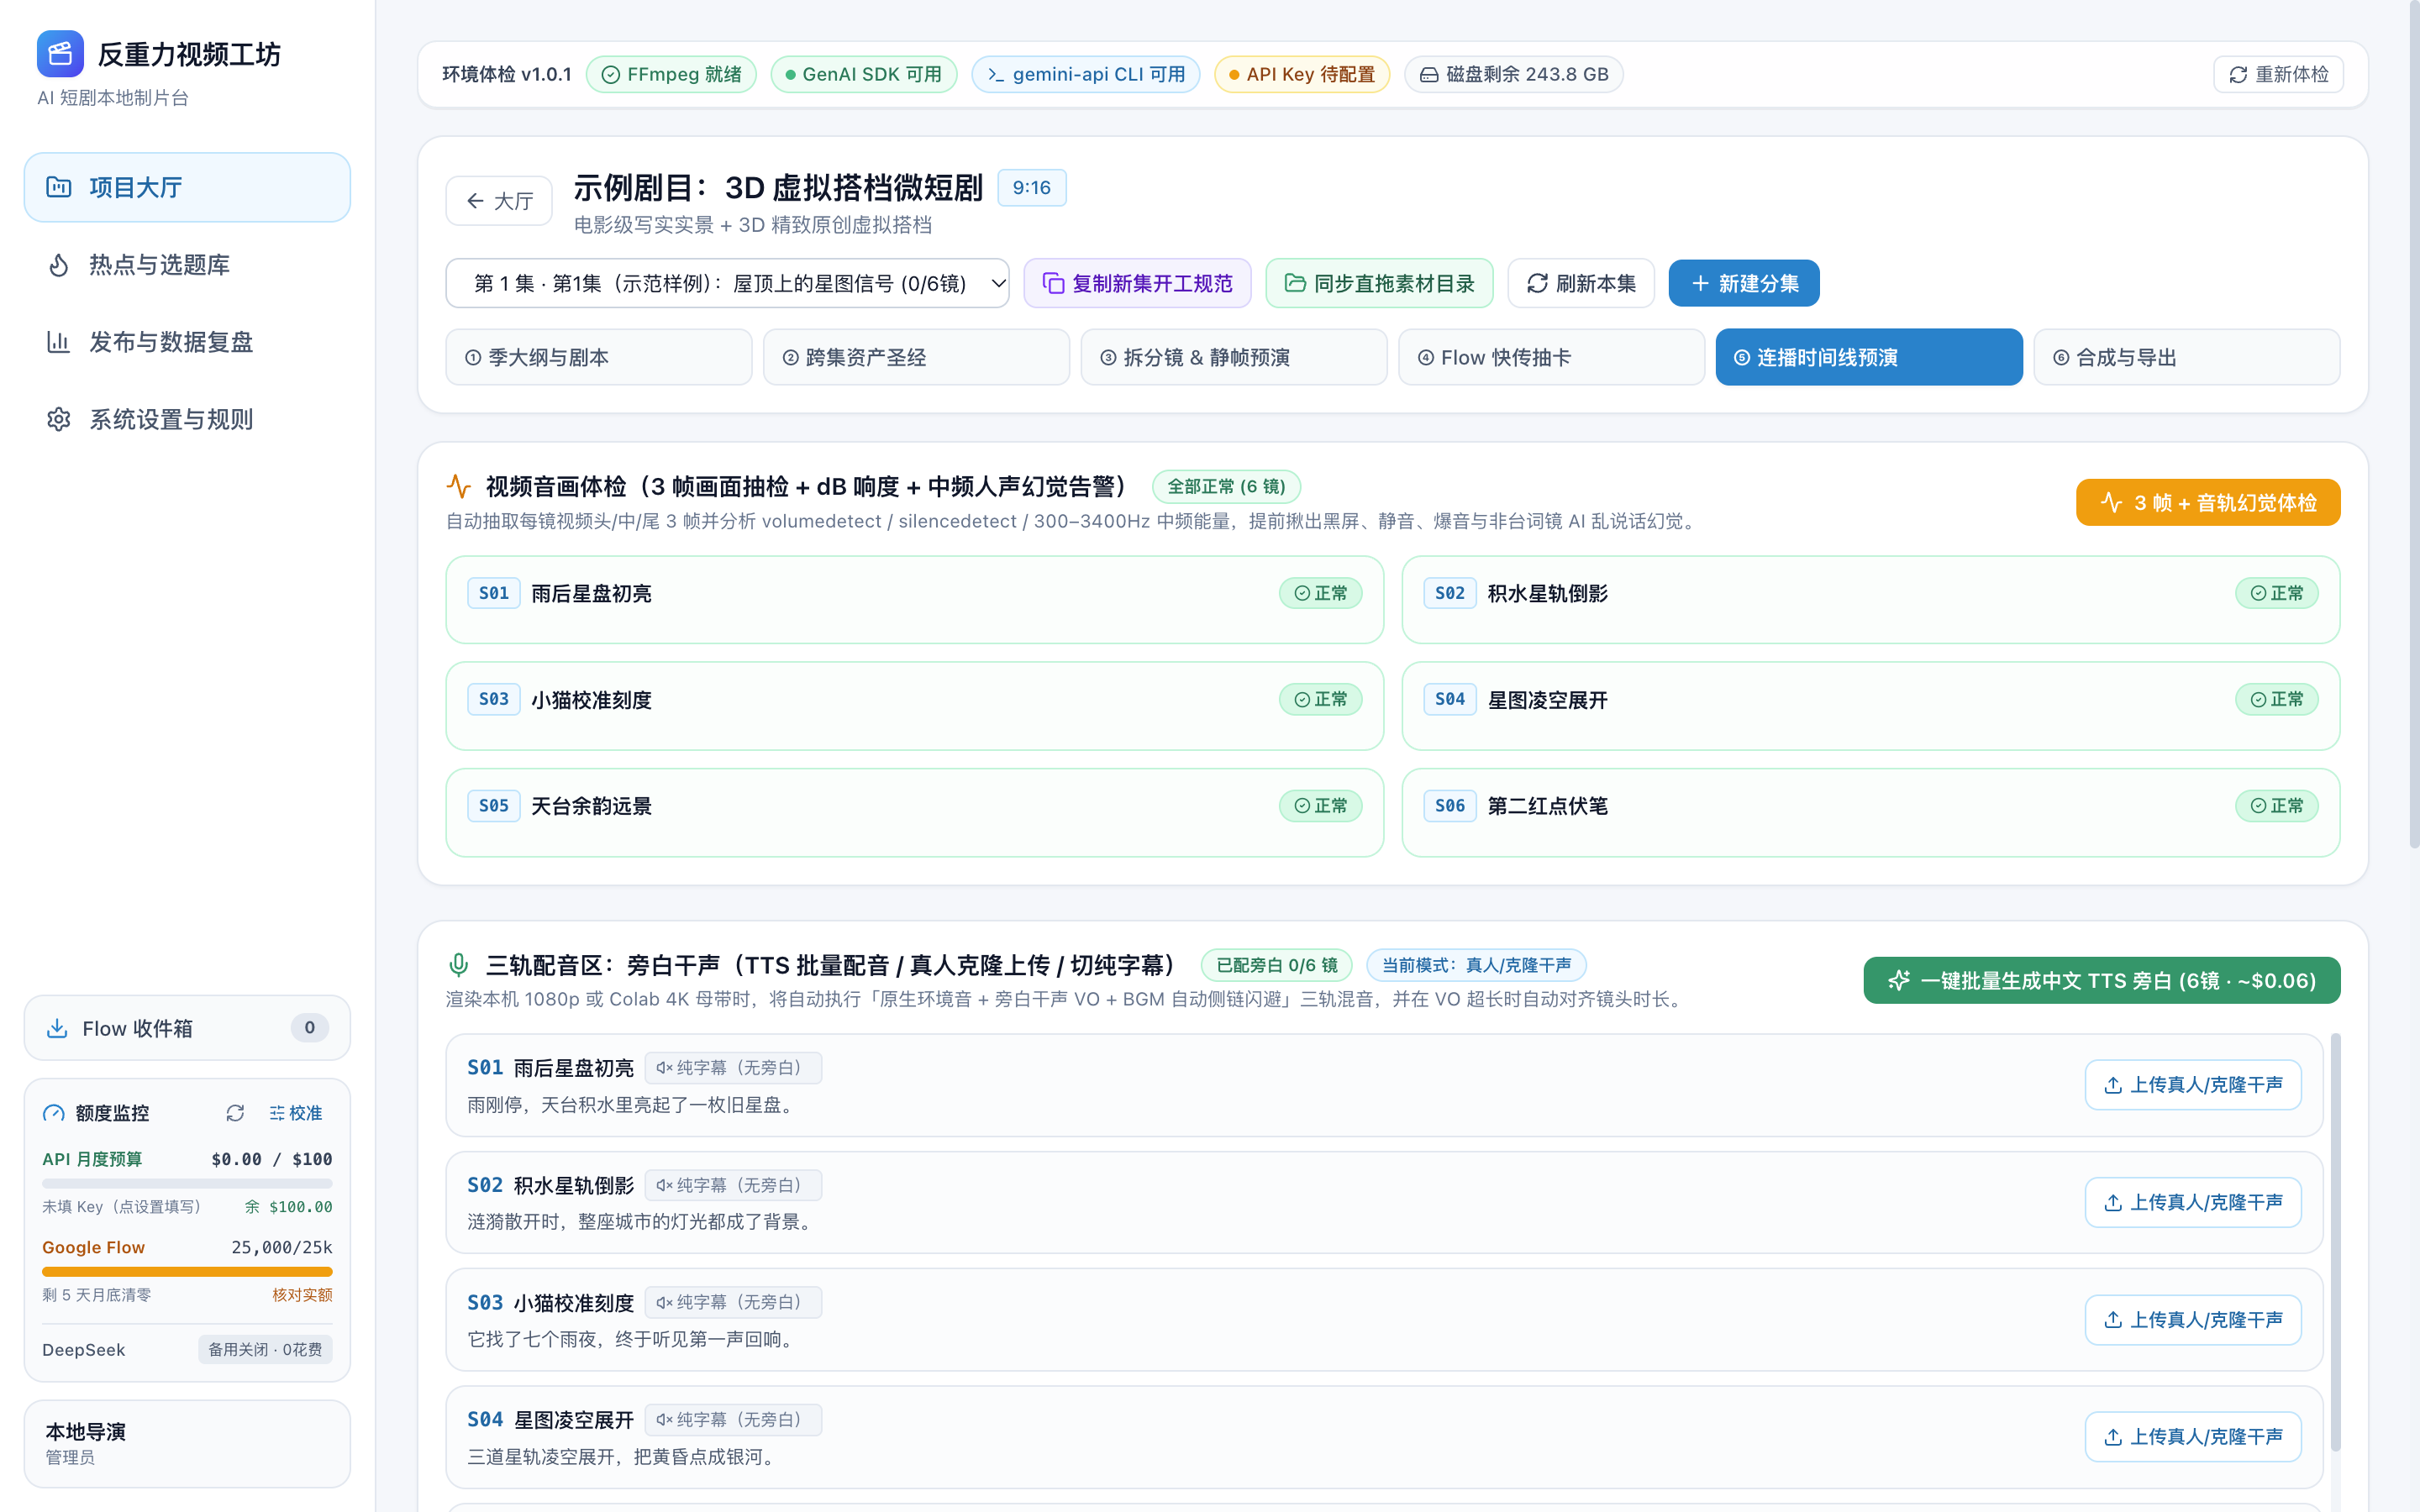 反重力视频工坊
AI 短剧本地制片台
项目大厅
热点与选题库
发布与数据复盘
系统设置与规则
Flow 收件箱 0
额度监控 校准
API 月度预算 $0.00 / $100
未填 Key（点设置填写） 余 $100.00
Google Flow 25,000/25k
剩 5 天月底清零 核对实额
DeepSeek 备用关闭 · 0花费
本地导演
管理员
环境体检 v1.0.1 FFmpeg 就绪 GenAI SDK 可用 gemini-api CLI 可用 API Key 待配置 磁盘剩余 243.8 GB 重新体检
大厅 示例剧目：3D 虚拟搭档微短剧 9:16
电影级写实实景 + 3D 精致原创虚拟搭档
第 1 集 · 第1集（示范样例）：屋顶上的星图信号 (0/6镜) 复制新集开工规范 同步直拖素材目录 刷新本集 新建分集
① 季大纲与剧本 ② 跨集资产圣经 ③ 拆分镜 & 静帧预演 ④ Flow 快传抽卡 ⑤ 连播时间线预演 ⑥ 合成与导出
视频音画体检（3 帧画面抽检 + dB 响度 + 中频人声幻觉告警） 全部正常 (6 镜) 3 帧 + 音轨幻觉体检
自动抽取每镜视频头/中/尾 3 帧并分析 volumedetect / silencedetect / 300–3400Hz 中频能量，提前揪出黑屏、静音、爆音与非台词镜 AI 乱说话幻觉。
S01 雨后星盘初亮 正常
S02 积水星轨倒影 正常
S03 小猫校准刻度 正常
S04 星图凌空展开 正常
S05 天台余韵远景 正常
S06 第二红点伏笔 正常
三轨配音区：旁白干声（TTS 批量配音 / 真人克隆上传 / 切纯字幕） 已配旁白 0/6 镜 当前模式：真人/克隆干声 一键批量生成中文 TTS 旁白 (6镜 · ~$0.06)
渲染本机 1080p 或 Colab 4K 母带时，将自动执行「原生环境音 + 旁白干声 VO + BGM 自动侧链闪避」三轨混音，并在 VO 超长时自动对齐镜头时长。
S01 雨后星盘初亮 纯字幕（无旁白） 上传真人/克隆干声
雨刚停，天台积水里亮起了一枚旧星盘。
S02 积水星轨倒影 纯字幕（无旁白） 上传真人/克隆干声
涟漪散开时，整座城市的灯光都成了背景。
S03 小猫校准刻度 纯字幕（无旁白） 上传真人/克隆干声
它找了七个雨夜，终于听见第一声回响。
S04 星图凌空展开 纯字幕（无旁白） 上传真人/克隆干声
三道星轨凌空展开，把黄昏点成银河。